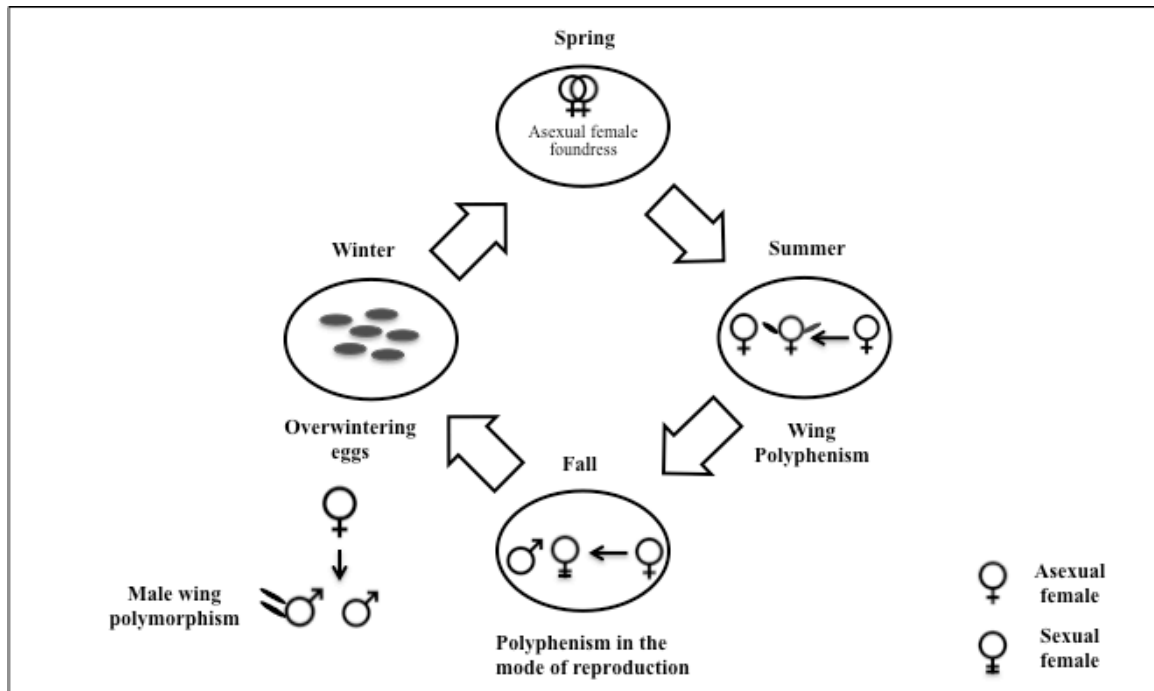 Spring
Asexual female
foundress
Winter
Summer
Overwintering
eggs
Wing
Polyphenism
Fall
Male wing
polymorphism
Polyphenism in the
mode of reproduction
Asexual
female
Sexual
female